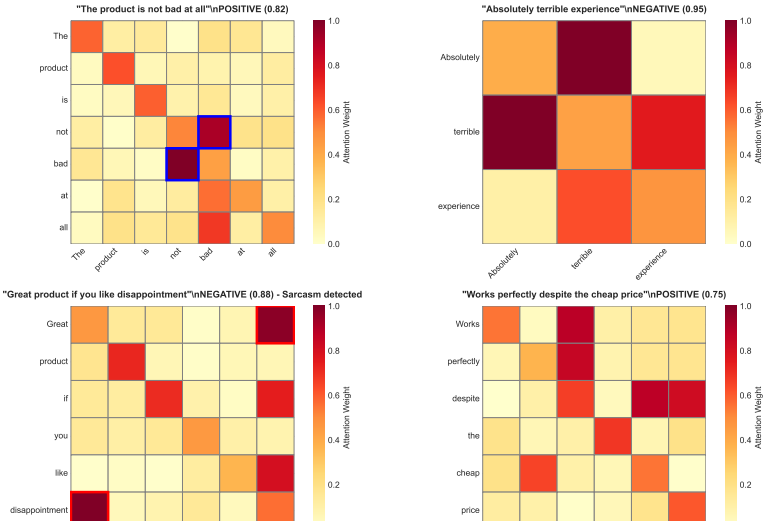 "The product is not bad at all"\nPOSITIVE (0.82)
The
product
is
not
bad
at
all
The
product
is
not
bad
at
all
1.0
0.8
0.6
0.4
0.2
0.0
Attention Weight
"Absolutely terrible experience"\nNEGATIVE (0.95)
Absolutely
terrible
experience
Absolutely
terrible
experience
1.0
0.8
0.6
0.4
0.2
0.0
Attention Weight
"Great product if you like disappointment"\nNEGATIVE (0.88) - Sarcasm detected
Great
product
if
you
like
disappointment
1.0
0.8
0.6
0.4
0.2
Attention Weight
"Works perfectly despite the cheap price"\nPOSITIVE (0.75)
Works
perfectly
despite
the
cheap
price
1.0
0.8
0.6
0.4
0.2
Attention Weight